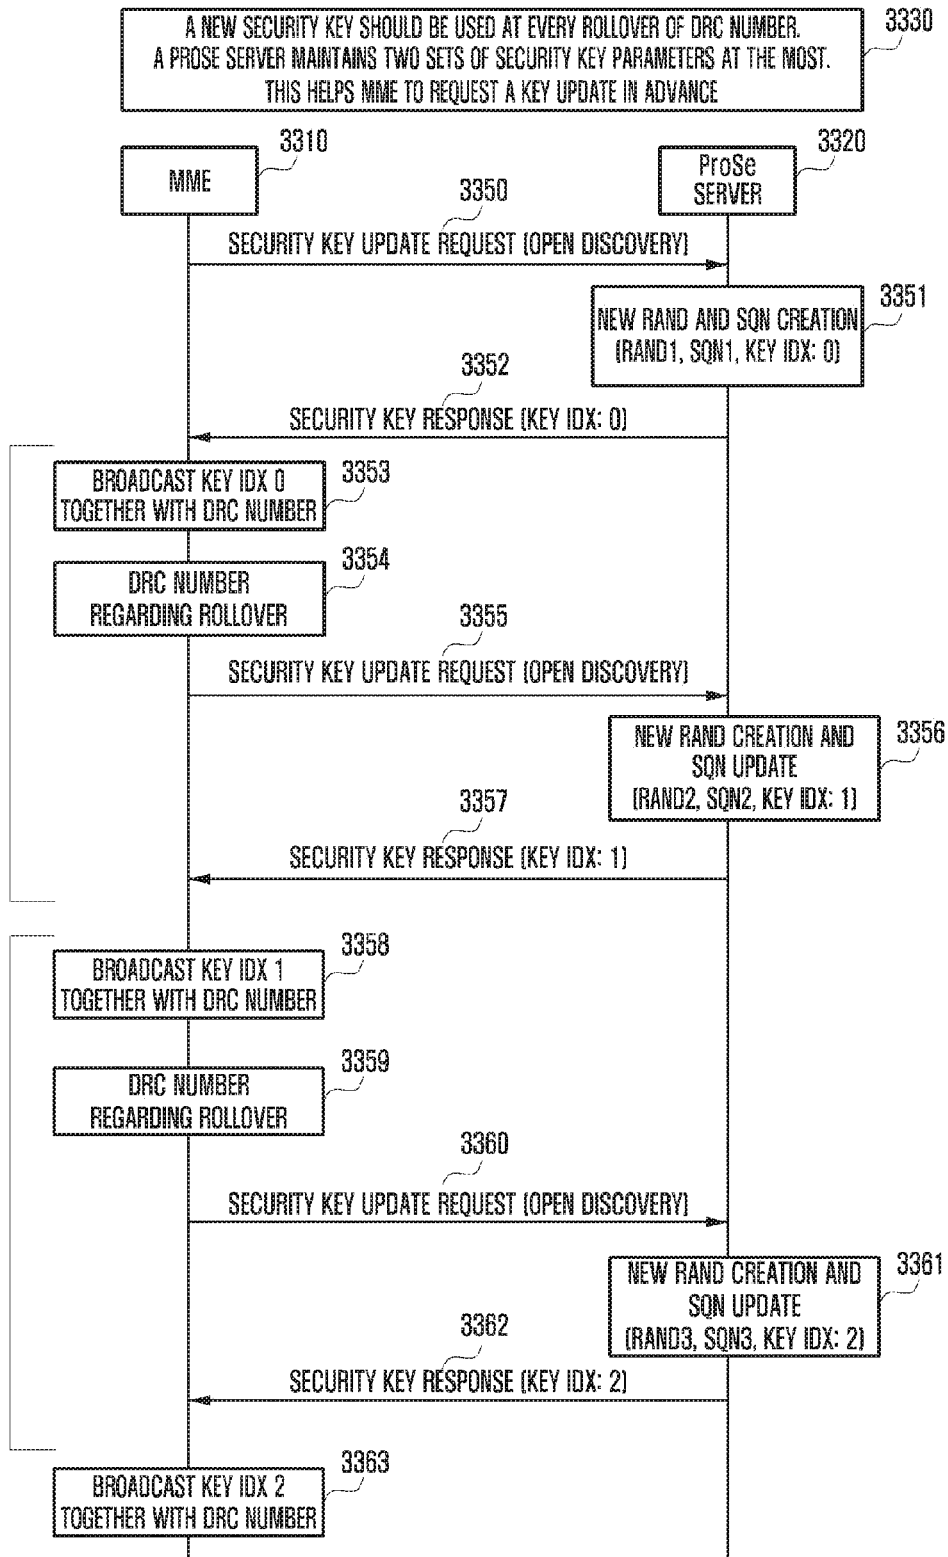 A NEW SECURITY KEY SHOULD BE USED AT EVERY ROLLOVER OF DRC NUMBER.
A PROSE SERVER MAINTAINS TWO SETS OF SECURITY KEY PARAMETERS AT THE MOST.
THIS HELPS MME TO REQUEST A KEY UPDATE IN ADVANCE
3330
3310
MME
3320
ProSe
SERVER
3350
SECURITY KEY UPDATE REQUEST (OPEN DISCOVERY)
3351
NEW RAND AND SQN CREATION
(RAND1, SQN1, KEY IDX: 0)
3352
SECURITY KEY RESPONSE (KEY IDX: 0)
3353
BROADCAST KEY IDX 0
TOGETHER WITH DRC NUMBER
3354
DRC NUMBER
REGARDING ROLLOVER
3355
SECURITY KEY UPDATE REQUEST (OPEN DISCOVERY)
3356
NEW RAND CREATION AND
SQN UPDATE
(RAND2, SQN2, KEY IDX: 1)
3357
SECURITY KEY RESPONSE (KEY IDX: 1)
3358
BROADCAST KEY IDX 1
TOGETHER WITH DRC NUMBER
3359
DRC NUMBER
REGARDING ROLLOVER
3360
SECURITY KEY UPDATE REQUEST (OPEN DISCOVERY)
3361
NEW RAND CREATION AND
SQN UPDATE
(RAND3, SQN3, KEY IDX: 2)
3362
SECURITY KEY RESPONSE (KEY IDX: 2)
3363
BROADCAST KEY IDX 2
TOGETHER WITH DRC NUMBER